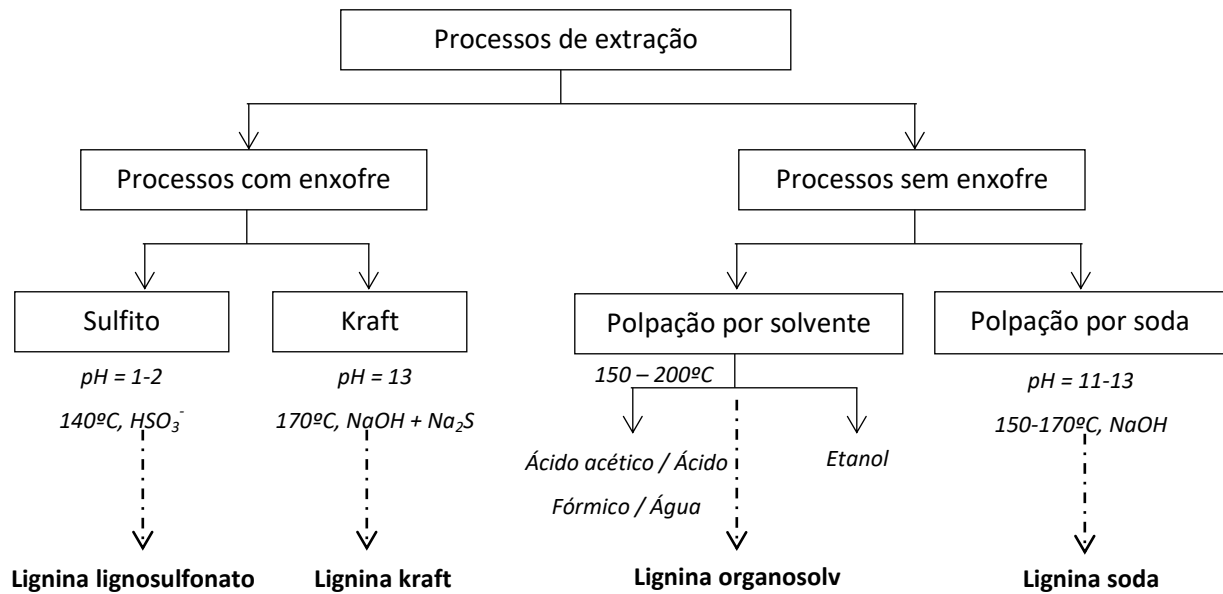 Processos de extração
Processos com enxofre
Processos sem enxofre
Sulfito
Kraft
Polpação por solvente
Polpação por soda
pH = 1-2
140ºC, HSO₃⁻
pH = 13
170ºC, NaOH + Na₂S
150 – 200ºC
Ácido acético / Ácido
Fórmico / Água
Etanol
pH = 11-13
150-170ºC, NaOH
Lignina lignosulfonato
Lignina kraft
Lignina organosolv
Lignina soda